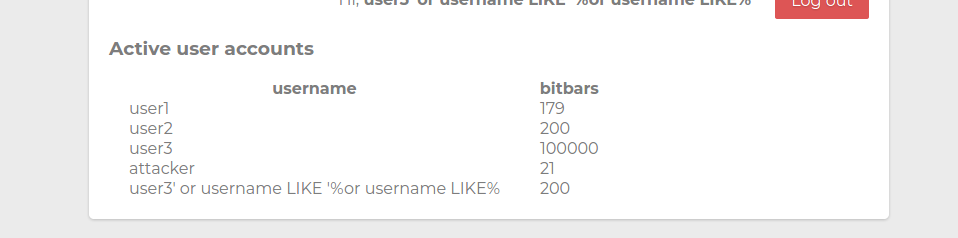 Hi, user3' or username LIKE '%or username LIKE% Log out
Active user accounts
username bitbars
user1 179
user2 200
user3 100000
attacker 21
user3' or username LIKE '%or username LIKE% 200